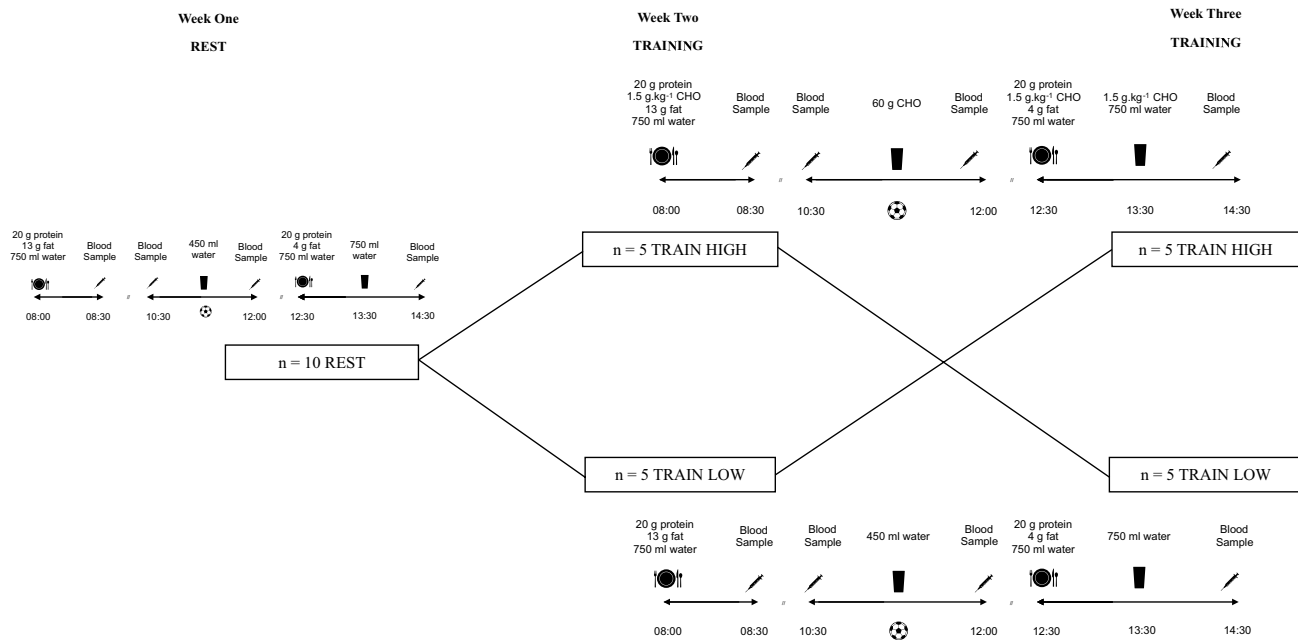 Week One
REST
Week Two
TRAINING
Week Three
TRAINING
20 g protein
1.5 g.kg⁻¹ CHO
13 g fat
750 ml water
Blood
Sample
Blood
Sample
60 g CHO
Blood
Sample
20 g protein
1.5 g.kg⁻¹ CHO
4 g fat
750 ml water
1.5 g.kg⁻¹ CHO
750 ml water
Blood
Sample
//
//
08:00
08:30
10:30
12:00
12:30
13:30
14:30
n = 5 TRAIN HIGH
n = 5 TRAIN HIGH
20 g protein
13 g fat
750 ml water
Blood
Sample
Blood
Sample
450 ml
water
Blood
Sample
20 g protein
4 g fat
750 ml water
750 ml
water
Blood
Sample
//
//
08:00
08:30
10:30
12:00
12:30
13:30
14:30
n = 10 REST
n = 5 TRAIN LOW
n = 5 TRAIN LOW
20 g protein
13 g fat
750 ml water
Blood
Sample
Blood
Sample
450 ml water
Blood
Sample
20 g protein
4 g fat
750 ml water
750 ml water
Blood
Sample
//
//
08:00
08:30
10:30
12:00
12:30
13:30
14:30